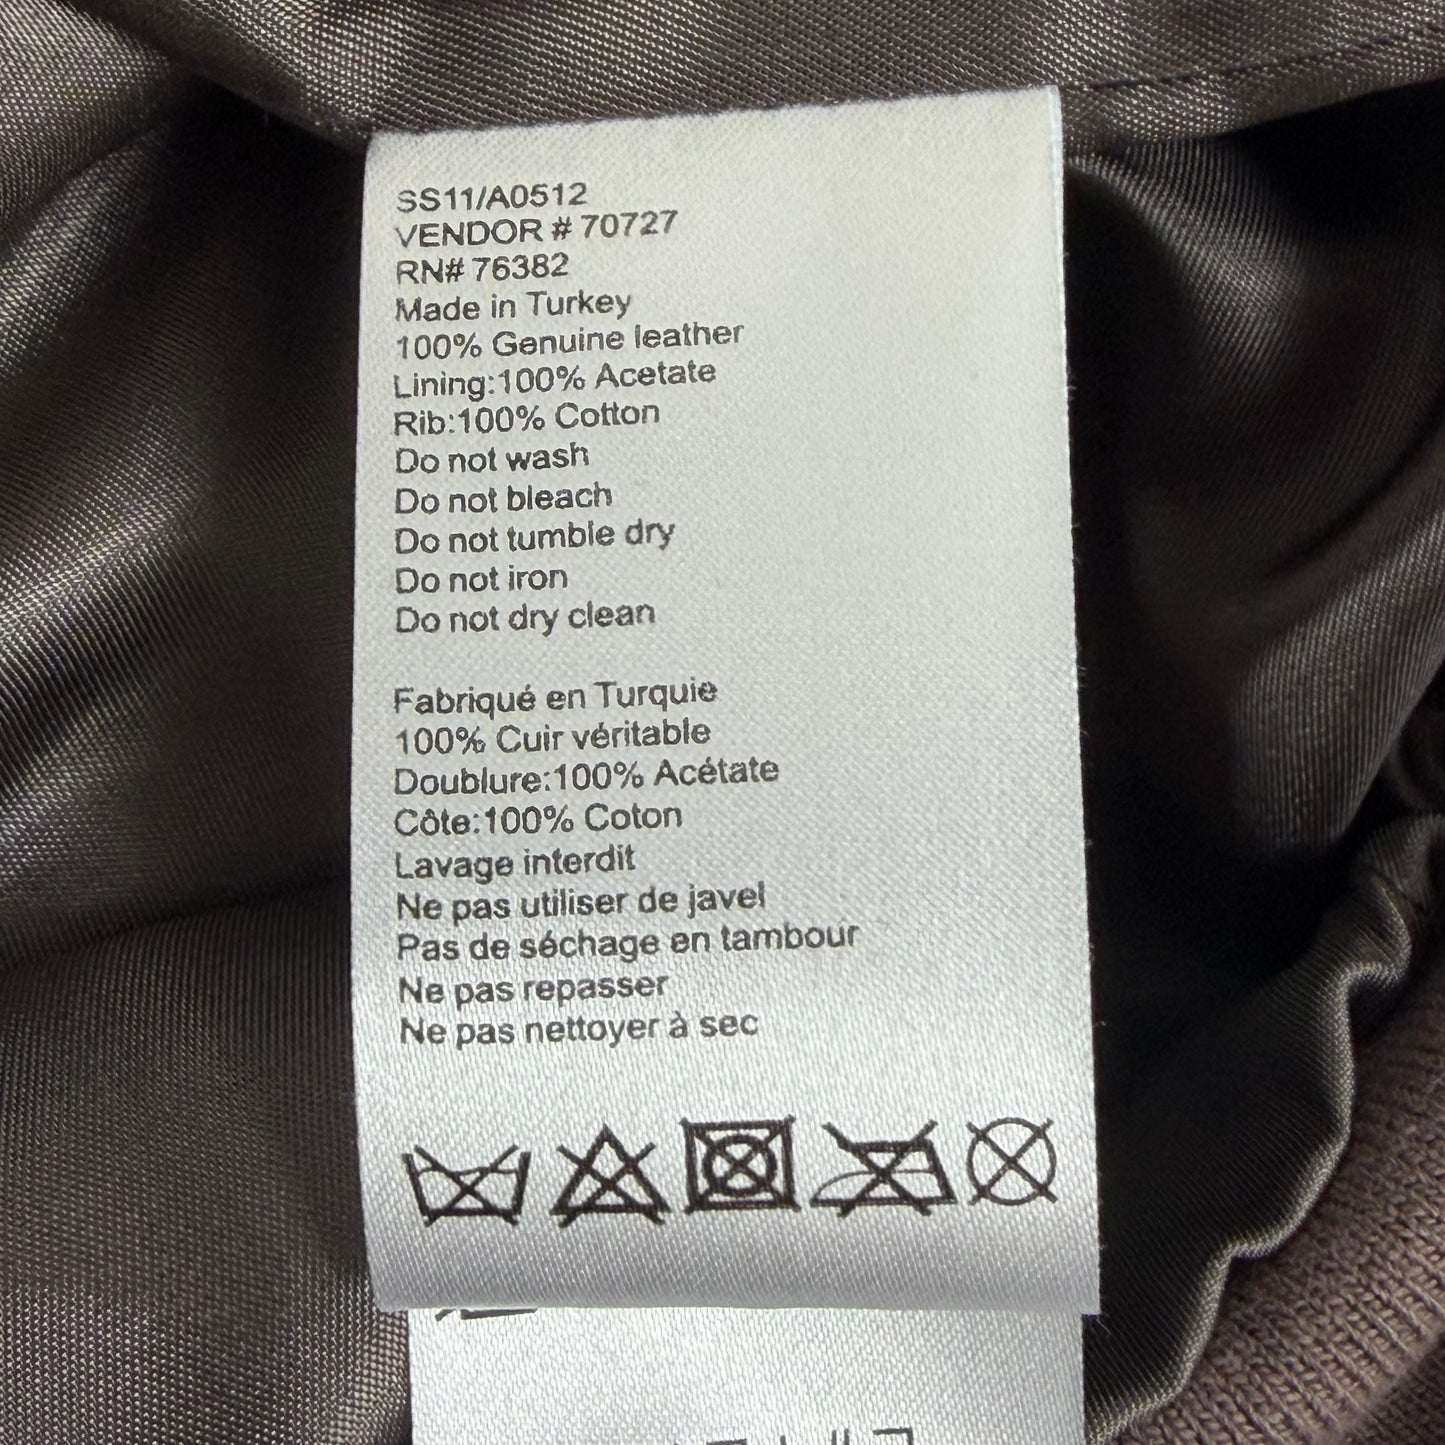 SS11/A0512
VENDOR # 70727
RN# 76382
Made in Turkey
100% Genuine leather
Lining:100% Acetate
Rib:100% Cotton
Do not wash
Do not bleach
Do not tumble dry
Do not iron
Do not dry clean
Fabriqué en Turquie
100% Cuir véritable
Doublure:100% Acétate
Côte:100% Coton
Lavage interdit
Ne pas utiliser de javel
Pas de séchage en tambour
Ne pas repasser
Ne pas nettoyer à sec